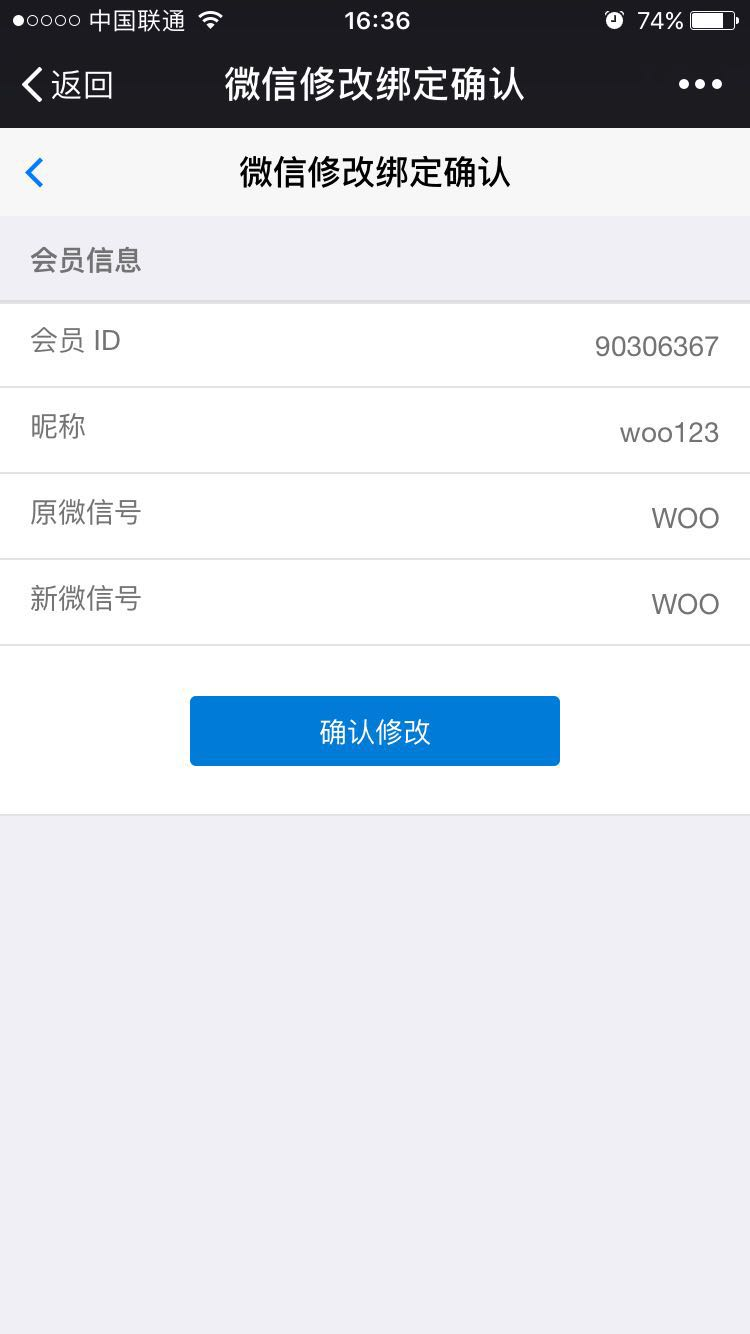 中国联通 16:36 74%
返回 微信修改绑定确认
微信修改绑定确认
会员信息
会员 ID 90306367
昵称 woo123
原微信号 WOO
新微信号 WOO
确认修改